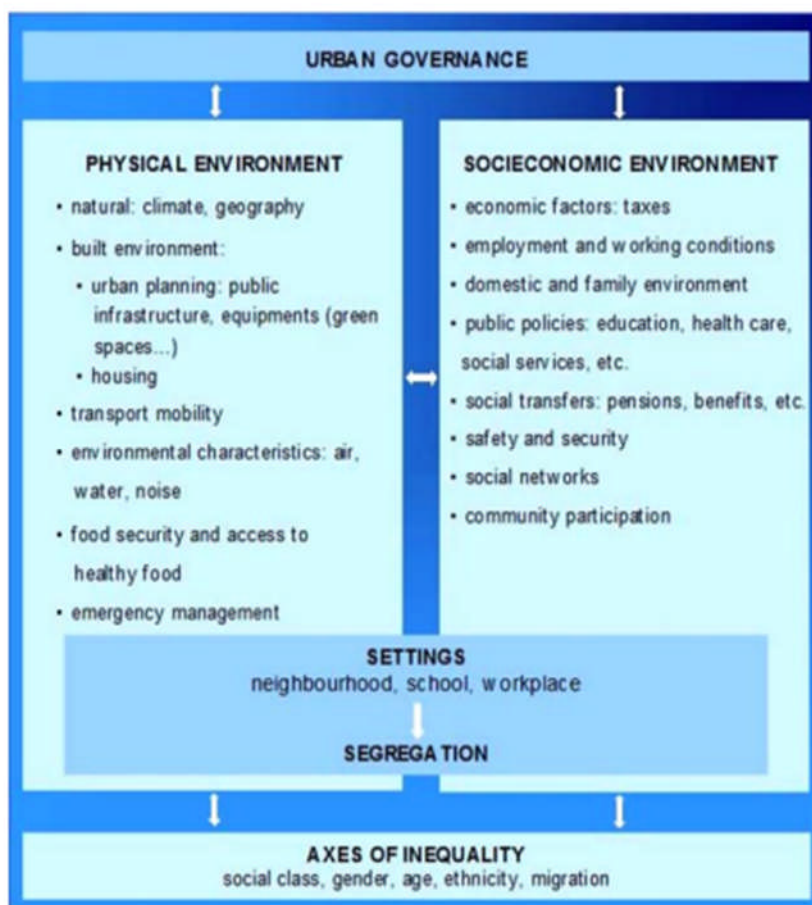 URBAN GOVERNANCE
PHYSICAL ENVIRONMENT
• natural: climate, geography
• built environment:
• urban planning: public
infrastructure, equipments (green
spaces...)
• housing
• transport mobility
• environmental characteristics: air,
water, noise
• food security and access to
healthy food
• emergency management
SOCIECONOMIC ENVIRONMENT
• economic factors: taxes
• employment and working conditions
• domestic and family environment
• public policies: education, health care,
social services, etc.
• social transfers: pensions, benefits, etc.
• safety and security
• social networks
• community participation
SETTINGS
neighbourhood, school, workplace
SEGREGATION
AXES OF INEQUALITY
social class, gender, age, ethnicity, migration